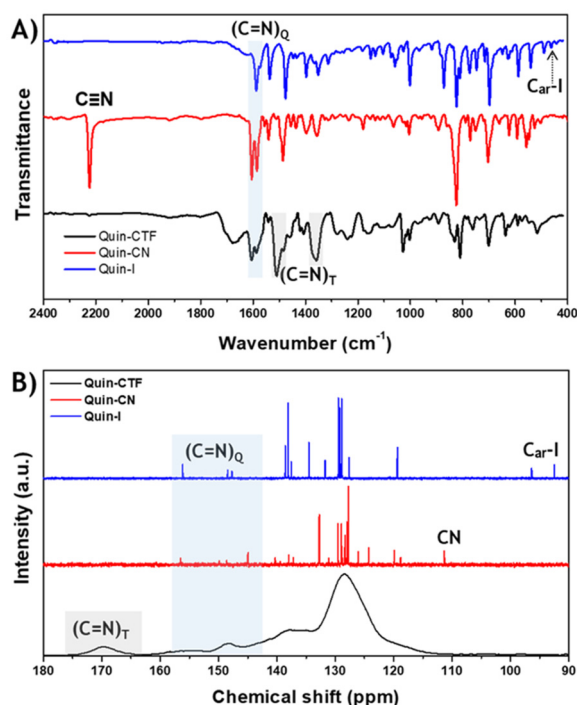 A)
(C=N)Q
C≡N
Car-I
(C=N)T
Quin-CTF
Quin-CN
Quin-I
Transmittance
2400 2200 2000 1800 1600 1400 1200 1000 800 600 400
Wavenumber (cm-1)
B)
Quin-CTF
Quin-CN
Quin-I
(C=N)Q
Car-I
CN
(C=N)T
Intensity (a.u.)
180 170 160 150 140 130 120 110 100 90
Chemical shift (ppm)